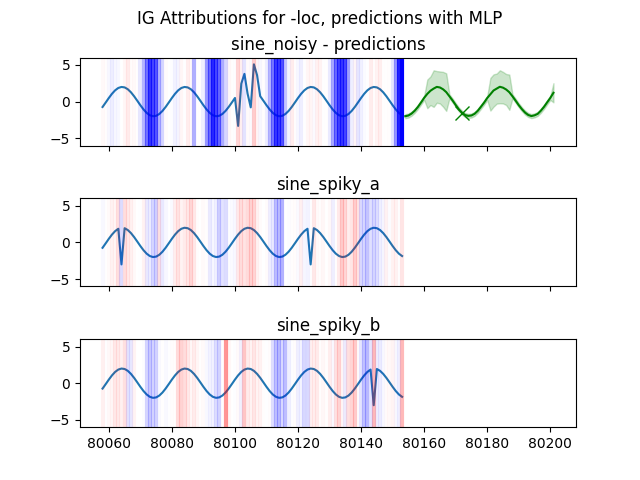 IG Attributions for -loc, predictions with MLP
sine_noisy - predictions
5
0
−5
sine_spiky_a
5
0
−5
sine_spiky_b
5
0
−5
80060 80080 80100 80120 80140 80160 80180 80200